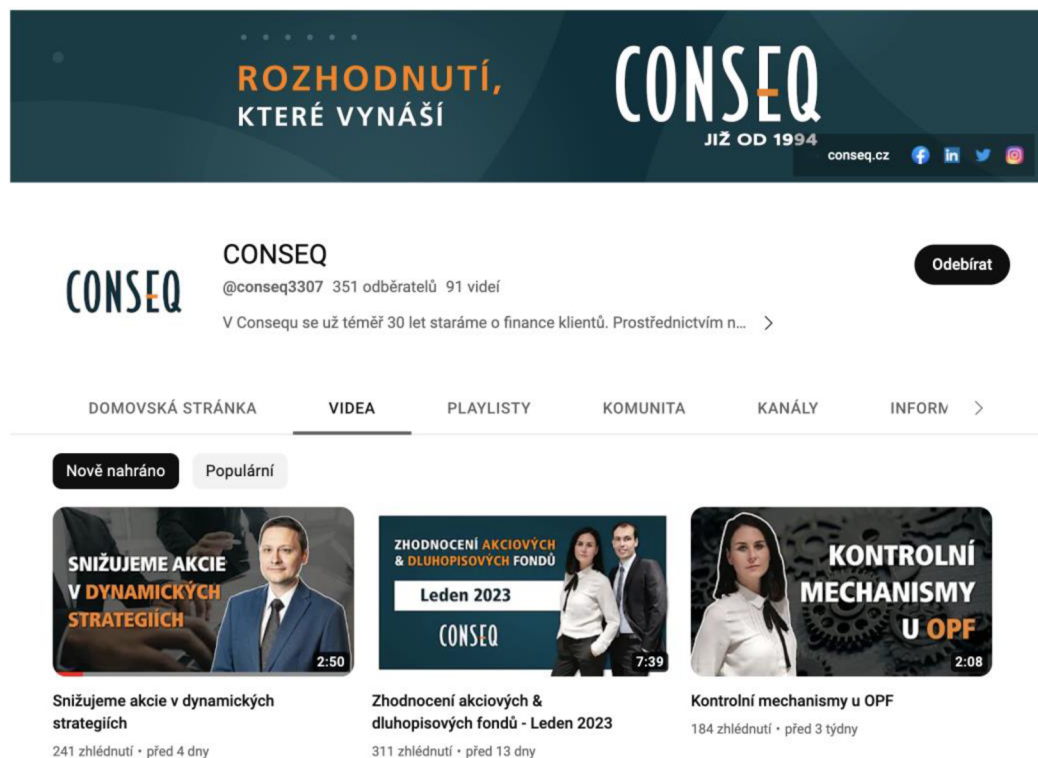 ROZHODNUTÍ,
KTERÉ VYNÁŠÍ
CONSEQ
JIŽ OD 1994
conseq.cz
CONSEQ
CONSEQ
@conseq3307 351 odběratelů 91 videí
V Consequ se už téměř 30 let staráme o finance klientů. Prostřednictvím n...
Odebírat
DOMOVSKÁ STRÁNKA VIDEA PLAYLISTY KOMUNITA KANÁLY INFORM
Nově nahráno Populární
SNIŽUJEME AKCIE
V DYNAMICKÝCH
STRATEGIÍCH
2:50
ZHODNOCENÍ AKCIOVÝCH
& DLUHOPISOVÝCH FONDŮ
Leden 2023
CONSEQ
7:39
KONTROLNÍ
MECHANISMY
U OPF
2:08
Snižujeme akcie v dynamických
strategiích
241 zhlédnutí • před 4 dny
Zhodnocení akciových &
dluhopisových fondů - Leden 2023
311 zhlédnutí • před 13 dny
Kontrolní mechanismy u OPF
184 zhlédnutí • před 3 týdny